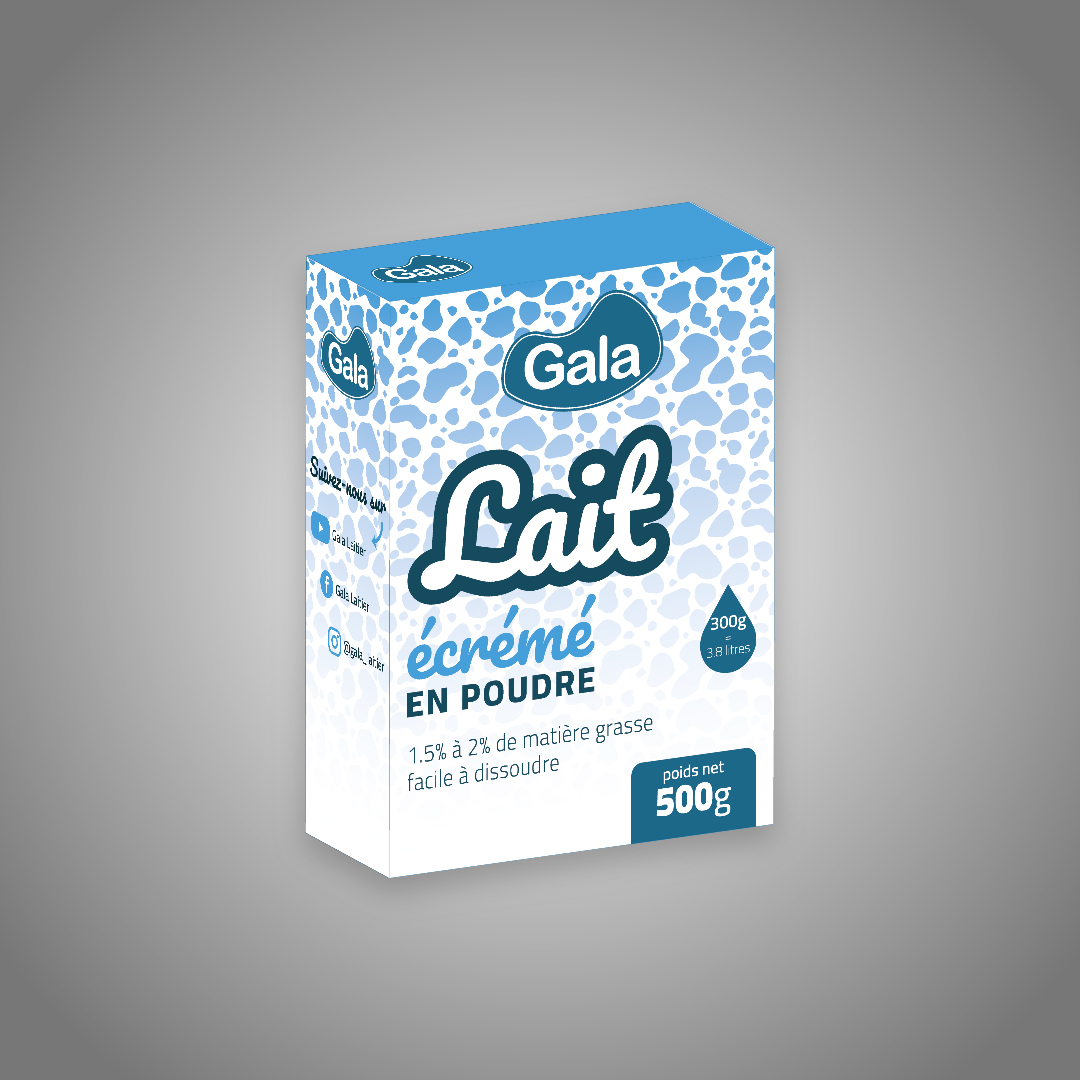 Gala
Gala
Lait
écrémé
EN POUDRE
1.5% à 2% de matière grasse
facile à dissoudre
300g
=
3.8 litres
poids net
500g
Gala
Suivez-nous sur
Gala Laitier
Gala Laitier
@gala_laitier